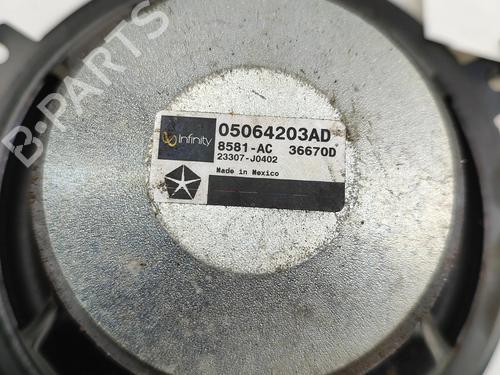 B-PARTS
Infinity
05064203AD
8581-AC 36670D
23307-J0402
Made in Mexico